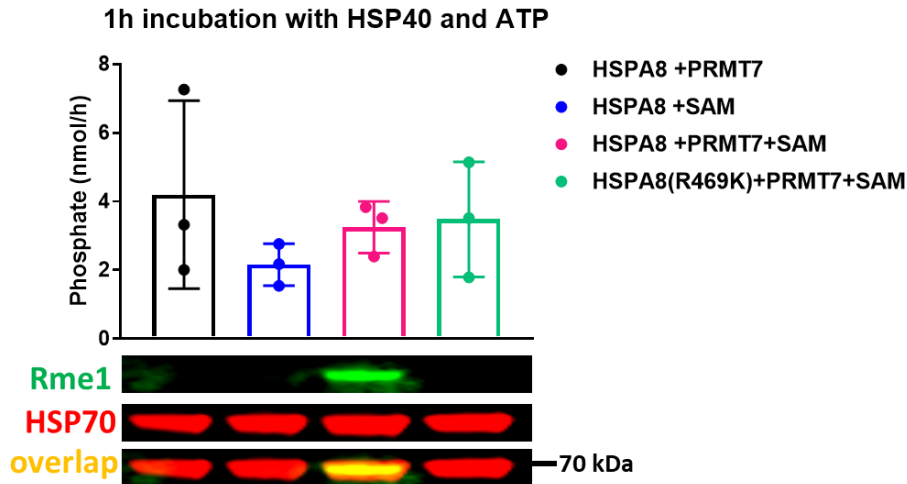 1h incubation with HSP40 and ATP
Phosphate (nmol/h)
8
6
4
2
0
HSPA8 +PRMT7
HSPA8 +SAM
HSPA8 +PRMT7+SAM
HSPA8(R469K)+PRMT7+SAM
Rme1
HSP70
overlap
70 kDa